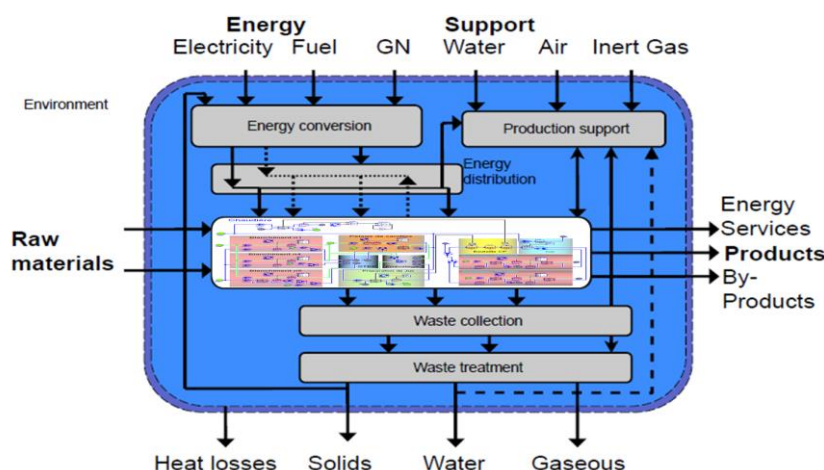 Energy
Support
Electricity Fuel GN Water Air Inert Gas
Environment
Energy conversion
Production support
Energy
distribution
Chaudière
Raw
materials
Energy
Services
Products
By-
Products
Waste collection
Waste treatment
Heat losses Solids Water Gaseous